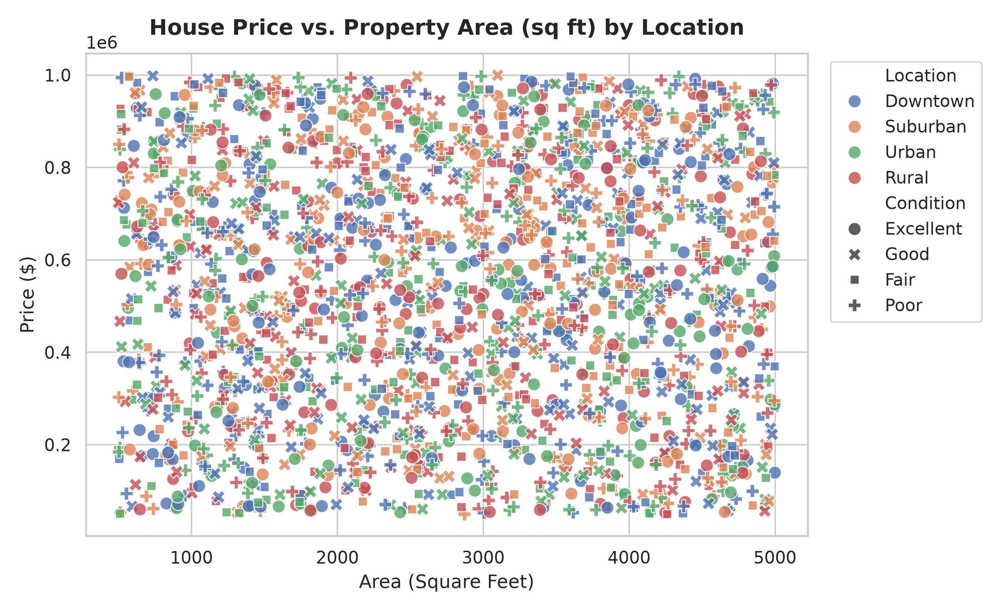 House Price vs. Property Area (sq ft) by Location
1e6
1.0
0.8
0.6
0.4
0.2
Price ($)
1000
2000
3000
4000
5000
Area (Square Feet)
Location
Downtown
Suburban
Urban
Rural
Condition
Excellent
Good
Fair
Poor